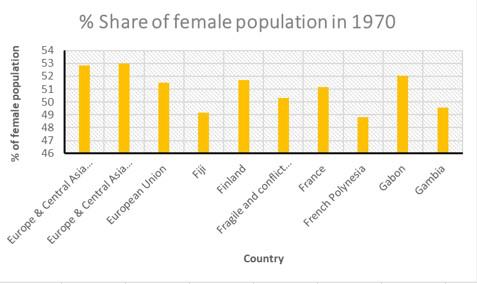 % Share of female population in 1970
% of female population
54
53
52
51
50
49
48
47
46
Europe & Central Asia...
Europe & Central Asia...
European Union
Fiji
Finland
Fragile and conflict...
France
French Polynesia
Gabon
Gambia
Country